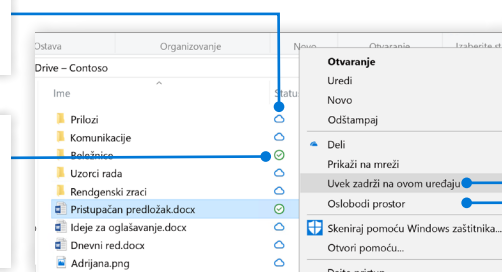 Ostava Organizovanje Novo Otvaranje Izaberite st
Drive – Contoso
Ime Status
Prilozi
Komunikacije
Beležnice
Uzorci rada
Rendgenski zraci
Pristupačan predložak.docx
Ideje za oglašavanje.docx
Dnevni red.docx
Adrijana.png
Otvaranje
Uredi
Novo
Odštampaj
Deli
Prikaži na mreži
Uvek zadrži na ovom uređaju
Oslobodi prostor
Skeniraj pomoću Windows zaštitnika...
Otvori pomoću...